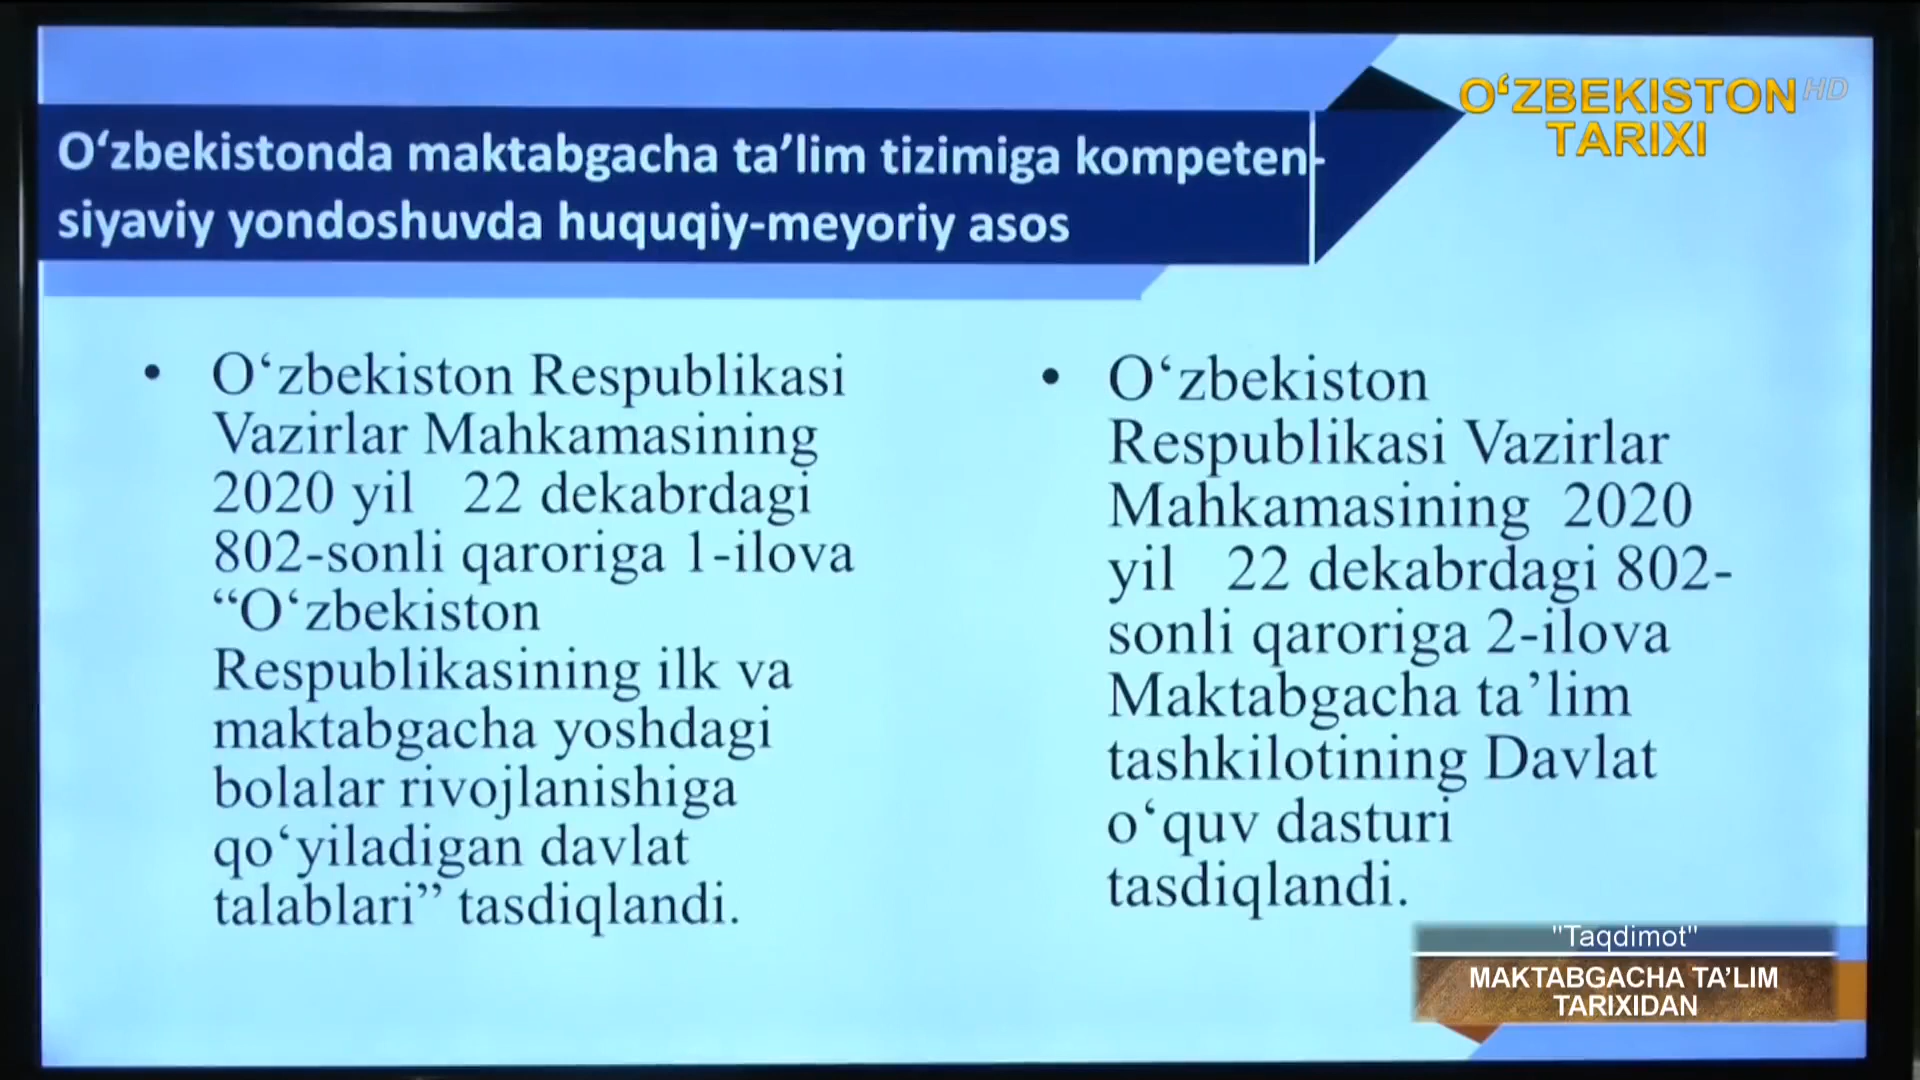 O‘ZBEKISTON HD
TARIXI
O‘zbekistonda maktabgacha ta’lim tizimiga kompeten-
siyaviy yondoshuvda huquqiy-meyoriy asos
• O‘zbekiston Respublikasi
Vazirlar Mahkamasining
2020 yil 22 dekabrdagi
802-sonli qaroriga 1-ilova
“O‘zbekiston
Respublikasining ilk va
maktabgacha yoshdagi
bolalar rivojlanishiga
qo‘yiladigan davlat
talablari” tasdiqlandi.
• O‘zbekiston
Respublikasi Vazirlar
Mahkamasining 2020
yil 22 dekabrdagi 802-
sonli qaroriga 2-ilova
Maktabgacha ta’lim
tashkilotining Davlat
o‘quv dasturi
tasdiqlandi.
"Taqdimot"
MAKTABGACHA TA’LIM
TARIXIDAN